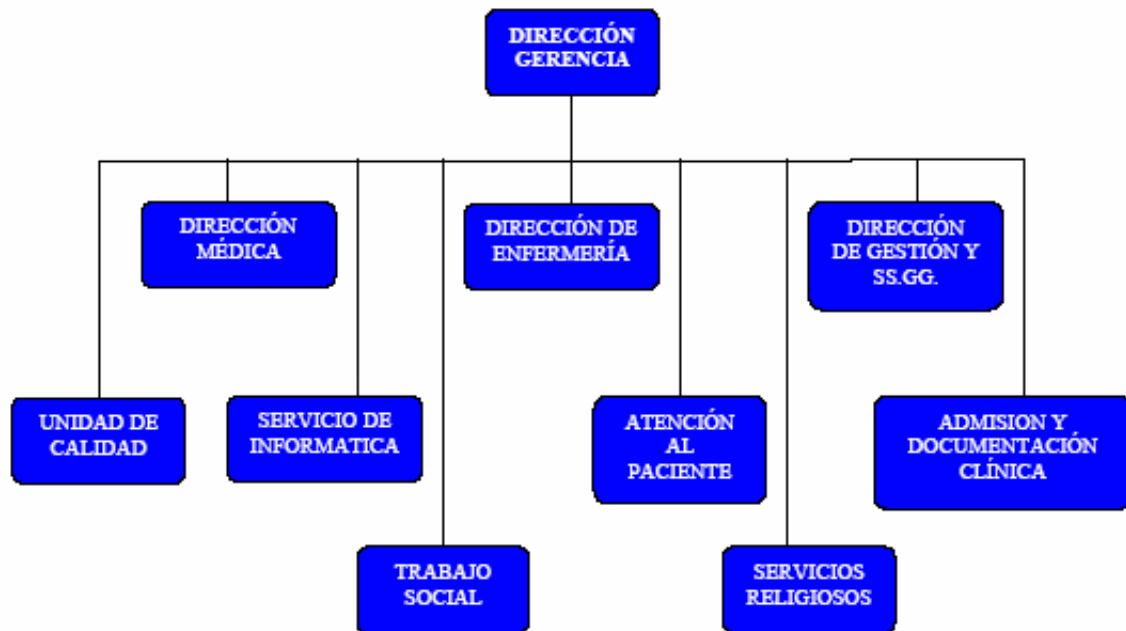 DIRECCIÓN
GERENCIA
DIRECCIÓN
MÉDICA
DIRECCIÓN DE
ENFERMERÍA
DIRECCIÓN
DE GESTIÓN Y
SS.GG.
UNIDAD DE
CALIDAD
SERVICIO DE
INFORMATICA
ATENCIÓN
AL
PACIENTE
ADMISION Y
DOCUMENTACIÓN
CLÍNICA
TRABAJO
SOCIAL
SERVICIOS
RELIGIOSOS